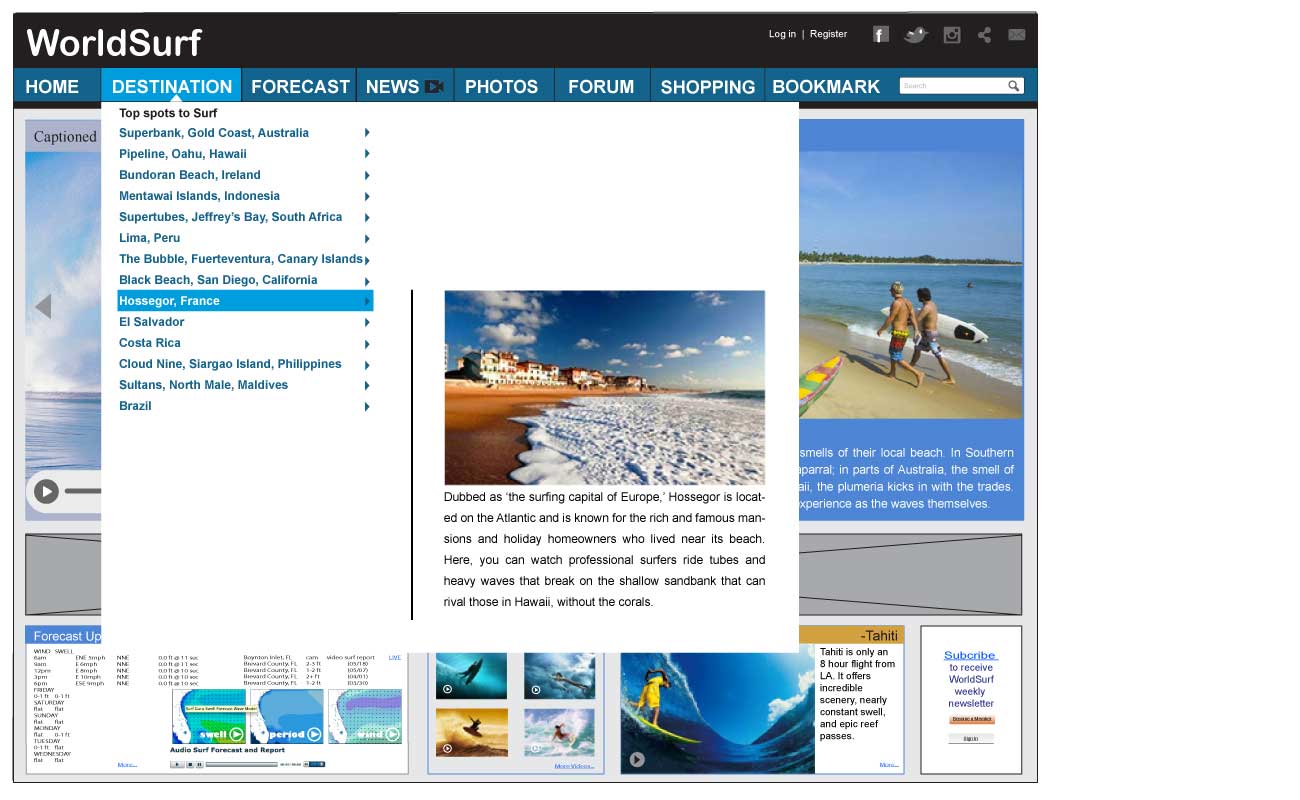 WorldSurf
Log in | Register
HOME DESTINATION FORECAST NEWS PHOTOS FORUM SHOPPING BOOKMARK Search
Captioned
Top spots to Surf
Superbank, Gold Coast, Australia
Pipeline, Oahu, Hawaii
Bundoran Beach, Ireland
Mentawai Islands, Indonesia
Supertubes, Jeffrey's Bay, South Africa
Lima, Peru
The Bubble, Fuerteventura, Canary Islands
Black Beach, San Diego, California
Hossegor, France
El Salvador
Costa Rica
Cloud Nine, Siargao Island, Philippines
Sultans, North Male, Maldives
Brazil
Dubbed as ‘the surfing capital of Europe,’ Hossegor is locat-
ed on the Atlantic and is known for the rich and famous man-
sions and holiday homeowners who lived near its beach.
Here, you can watch professional surfers ride tubes and
heavy waves that break on the shallow sandbank that can
rival those in Hawaii, without the corals.
smells of their local beach. In Southern
aparral; in parts of Australia, the smell of
aii, the plumeria kicks in with the trades.
xperience as the waves themselves.
Forecast Up
WIND SWELL
6am ENE 5mph NNE 0.0 ft @ 11 sec
9am E 6mph NNE 0.0 ft @ 11 sec
12pm E 8mph NNE 0.0 ft @ 10 sec
3pm E 10mph NNE 0.0 ft @ 10 sec
6pm ESE 9mph NNE 0.0 ft @ 10 sec
FRIDAY
0-1 ft 0-1 ft
SATURDAY
flat flat
SUNDAY
flat flat
MONDAY
flat flat
TUESDAY
0-1 ft 0-1 ft
WEDNESDAY
flat flat
Boynton Inlet, FL cam video surf report LIVE
Brevard County, FL 2-3 ft (05/18)
Brevard County, FL 1-2 ft (05/07)
Brevard County, FL 2+ ft (04/01)
Brevard County, FL 1-2 ft (03/30)
swell period wind
Audio Surf Forecast and Report
More...
More Videos...
-Tahiti
Tahiti is only an
8 hour flight from
LA. It offers
incredible
scenery, nearly
constant swell,
and epic reef
passes.
More...
Subcribe
to receive
WorldSurf
weekly
newsletter
Become a Member
Sign In